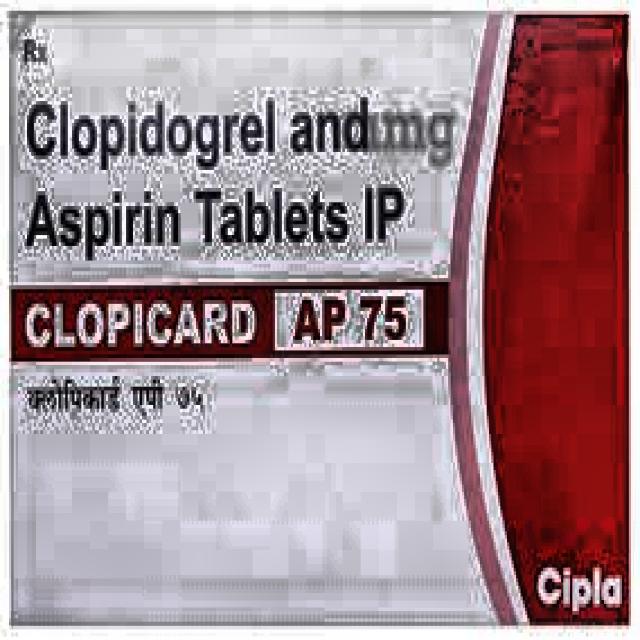 Rx
Clopidogrel and
Aspirin Tablets IP
CLOPICARD AP 75
क्लोपिकार्ड एपी ७५
Cipla